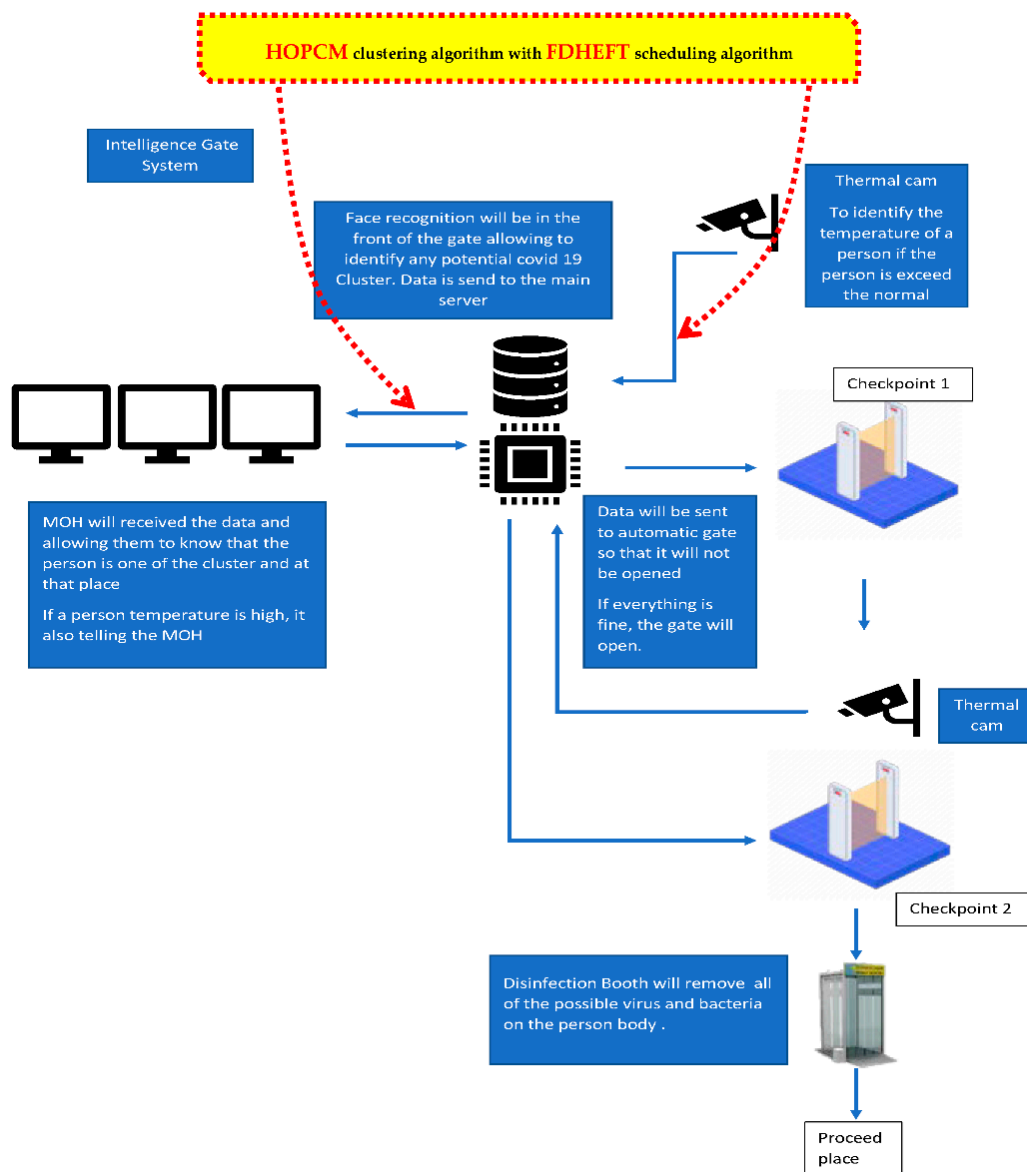 HOPCM clustering algorithm with FDHEFT scheduling algorithm
Intelligence Gate
System
Face recognition will be in the
front of the gate allowing to
identify any potential covid 19
Cluster. Data is send to the main
server
Thermal cam
To identify the
temperature of a
person if the
person is exceed
the normal
Checkpoint 1
MOH will received the data and
allowing them to know that the
person is one of the cluster and at
that place
If a person temperature is high, it
also telling the MOH
Data will be sent
to automatic gate
so that it will not
be opened
If everything is
fine, the gate will
open.
Thermal
cam
Checkpoint 2
Disinfection Booth will remove all
of the possible virus and bacteria
on the person body .
Proceed
place